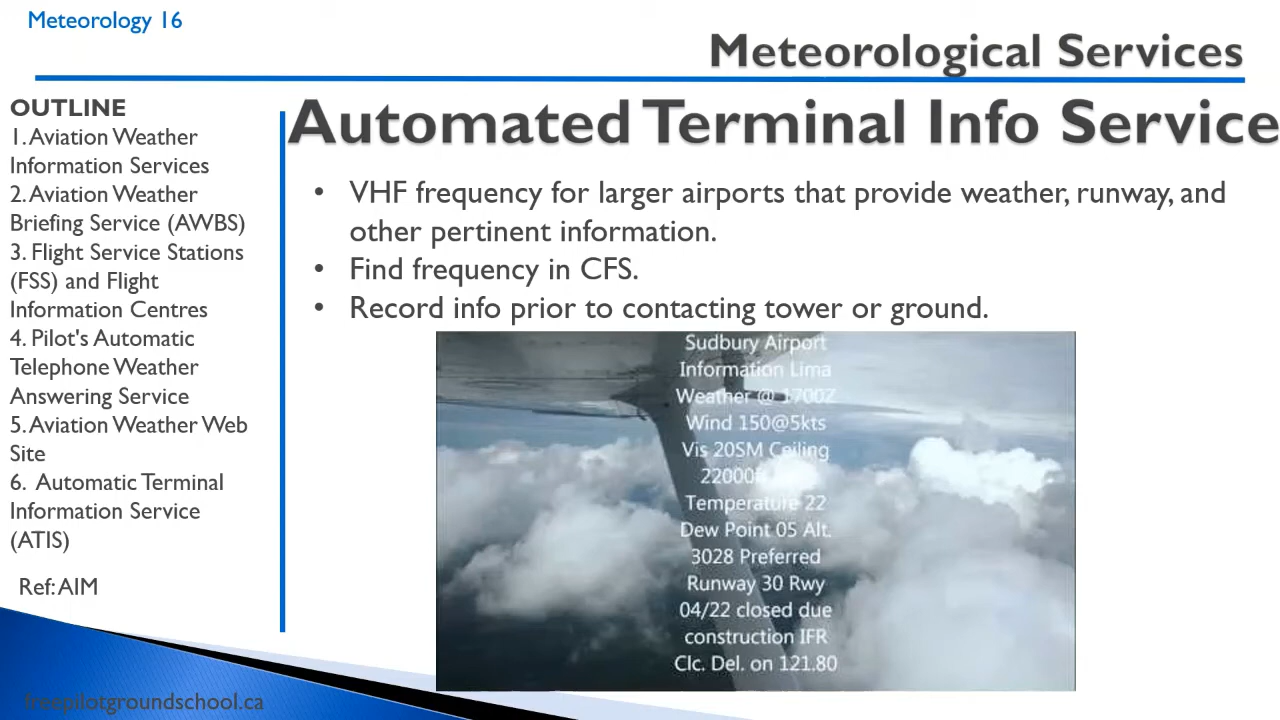 Meteorology 16
Meteorological Services
OUTLINE
1. Aviation Weather
Information Services
2. Aviation Weather
Briefing Service (AWBS)
3. Flight Service Stations
(FSS) and Flight
Information Centres
4. Pilot's Automatic
Telephone Weather
Answering Service
5. Aviation Weather Web
Site
6. Automatic Terminal
Information Service
(ATIS)
Ref: AIM
freepilotgroundschool.ca
Automated Terminal Info Service
• VHF frequency for larger airports that provide weather, runway, and
other pertinent information.
• Find frequency in CFS.
• Record info prior to contacting tower or ground.
Sudbury Airport
Information Lima
Weather @ 1700Z
Wind 150@5kts
Vis 20SM Ceiling
22000ft
Temperature 22
Dew Point 05 Alt.
3028 Preferred
Runway 30 Rwy
04/22 closed due
construction IFR
Clc. Del. on 121.80